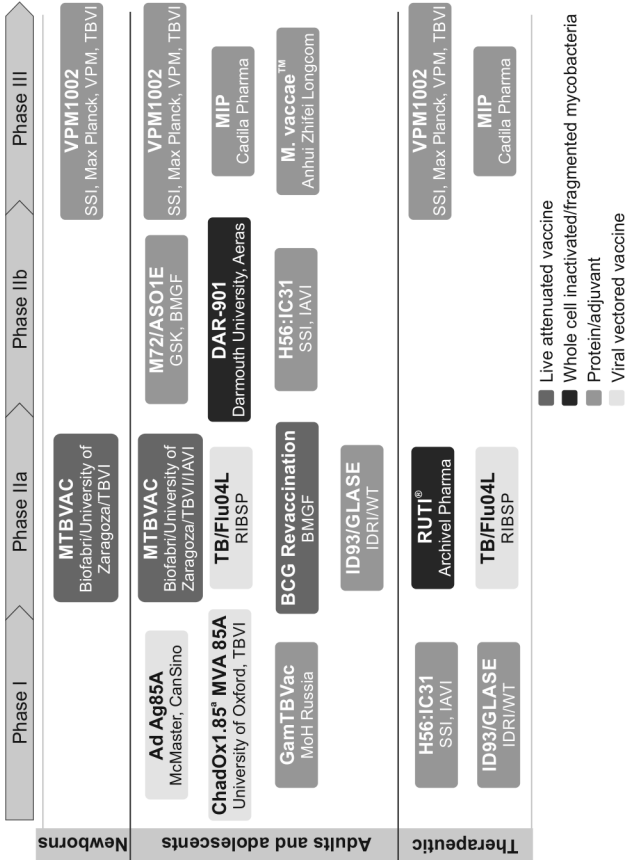 Phase I
Phase IIa
Phase IIb
Phase III
Newborns
MTBVAC
Biofabri/University of
Zaragoza/TBVI
VPM1002
SSI, Max Planck, VPM, TBVI
Adults and adolescents
Ad Ag85A
McMaster, CanSino
MTBVAC
Biofabri/University of
Zaragoza/TBVI/IAVI
M72/ASO1E
GSK, BMGF
VPM1002
SSI, Max Planck, VPM, TBVI
ChadOx1.85ª MVA 85A
University of Oxford, TBVI
TB/Flu04L
RIBSP
DAR-901
Darmouth University, Aeras
MIP
Cadila Pharma
GamTBVac
MoH Russia
BCG Revaccination
BMGF
H56:IC31
SSI, IAVI
M. vaccae™
Anhui Zhifei Longcom
ID93/GLASE
IDRI/WT
Therapeutic
H56:IC31
SSI, IAVI
RUTI®
Archivel Pharma
VPM1002
SSI, Max Planck, VPM, TBVI
ID93/GLASE
IDRI/WT
TB/Flu04L
RIBSP
MIP
Cadila Pharma
Live attenuated vaccine
Whole cell inactivated/fragmented mycobacteria
Protein/adjuvant
Viral vectored vaccine